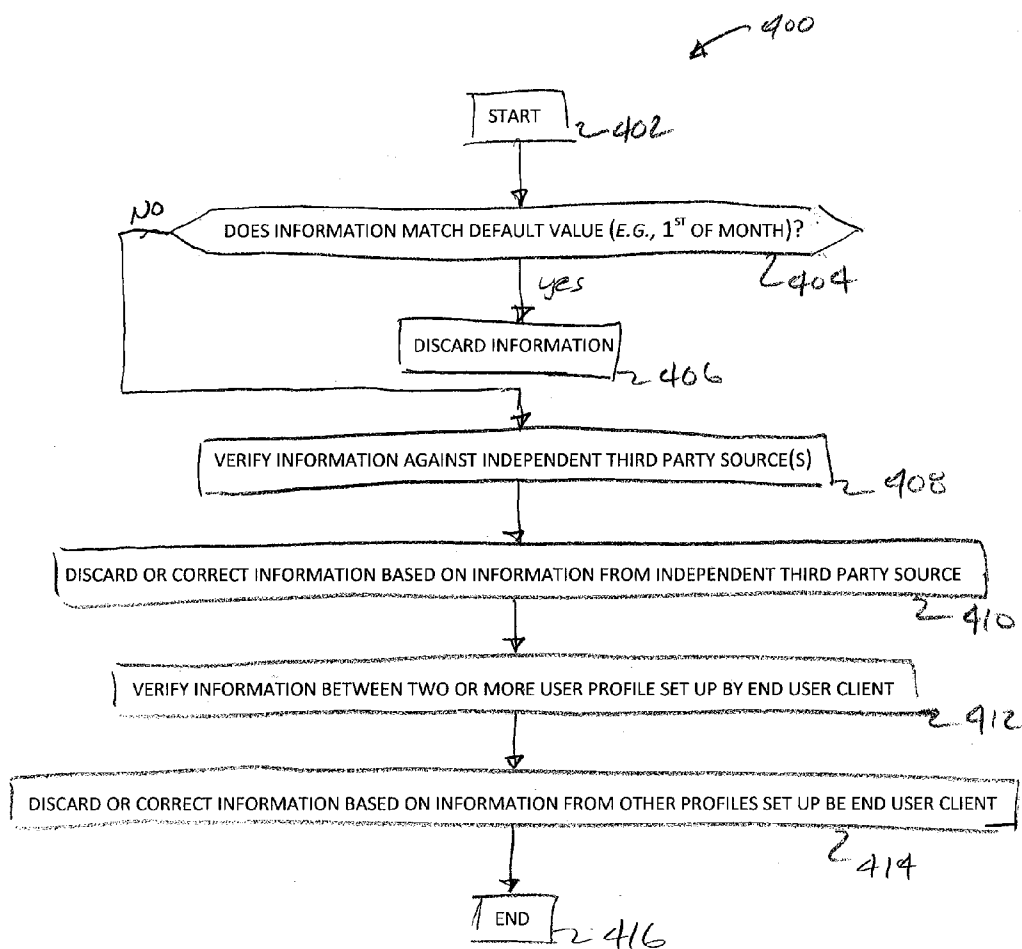 400
START
402
NO
DOES INFORMATION MATCH DEFAULT VALUE (E.G., 1ST OF MONTH)?
404
yes
DISCARD INFORMATION
406
VERIFY INFORMATION AGAINST INDEPENDENT THIRD PARTY SOURCE(S)
408
DISCARD OR CORRECT INFORMATION BASED ON INFORMATION FROM INDEPENDENT THIRD PARTY SOURCE
410
VERIFY INFORMATION BETWEEN TWO OR MORE USER PROFILE SET UP BY END USER CLIENT
412
DISCARD OR CORRECT INFORMATION BASED ON INFORMATION FROM OTHER PROFILES SET UP BE END USER CLIENT
414
END
416